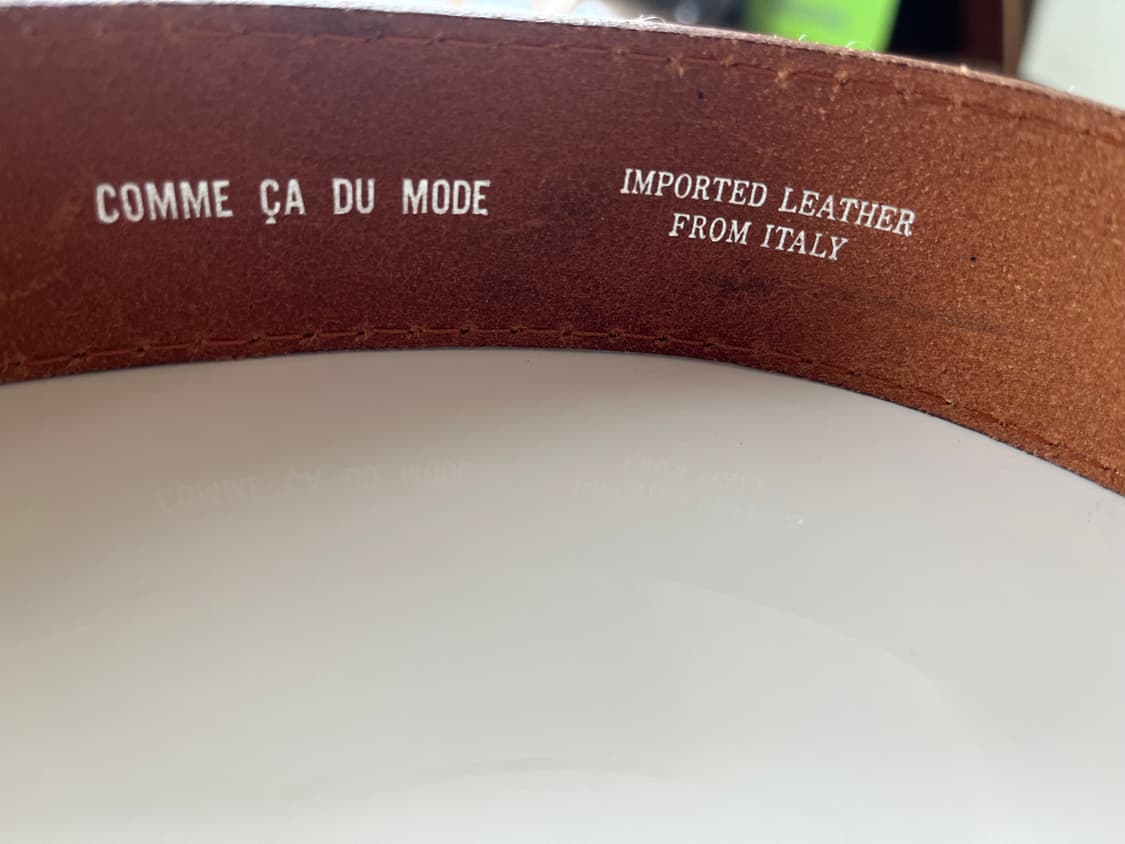 COMME ÇA DU MODE
IMPORTED LEATHER
FROM ITALY